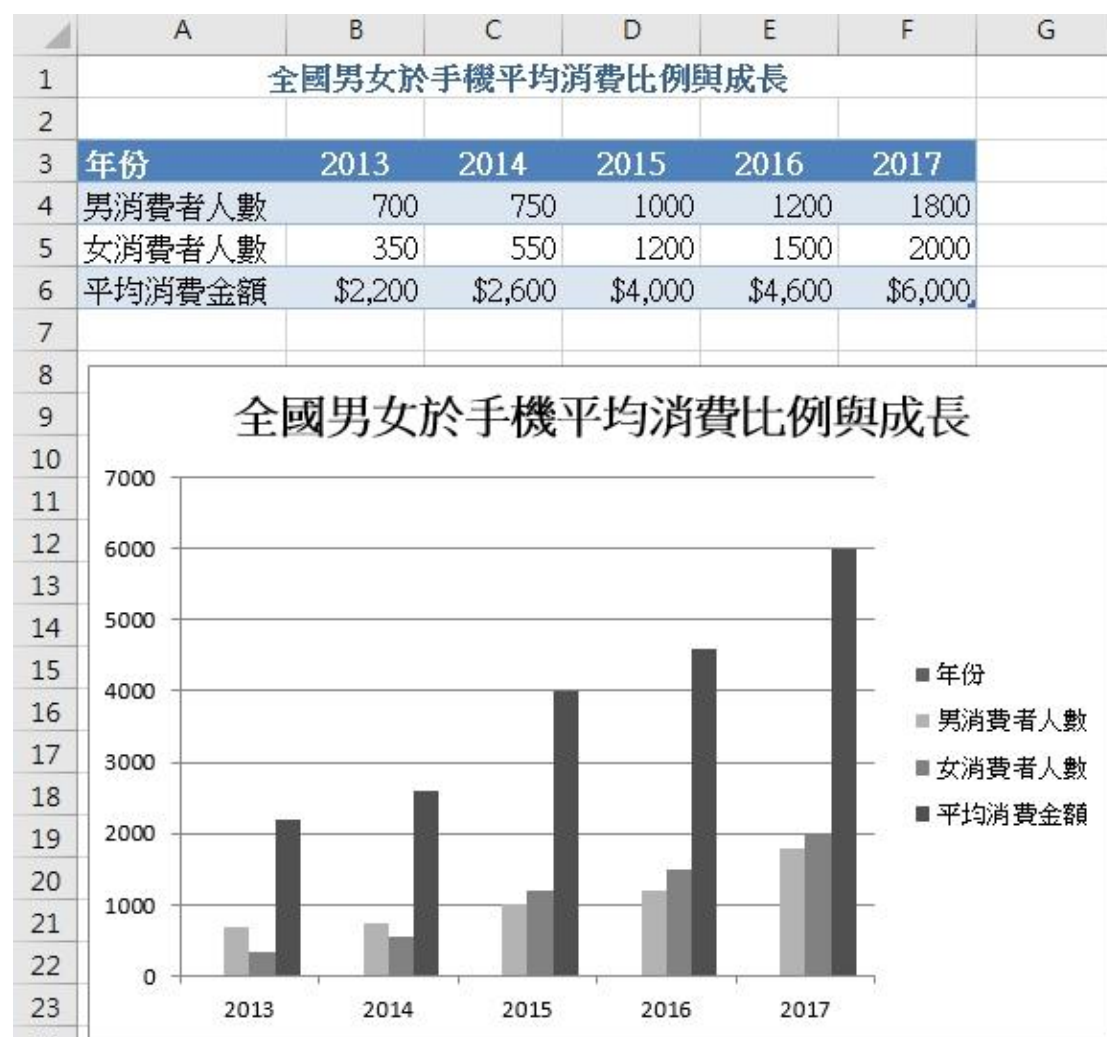 A B C D E F G
1 全國男女於手機平均消費比例與成長
2
3 年份 2013 2014 2015 2016 2017
4 男消費者人數 700 750 1000 1200 1800
5 女消費者人數 350 550 1200 1500 2000
6 平均消費金額 $2,200 $2,600 $4,000 $4,600 $6,000
7
8
9 全國男女於手機平均消費比例與成長
10
7000
11
12 6000
13
14 5000
15 年份
16 4000 男消費者人數
17 3000 女消費者人數
18 平均消費金額
19 2000
20
21 1000
22 0
23 2013 2014 2015 2016 2017